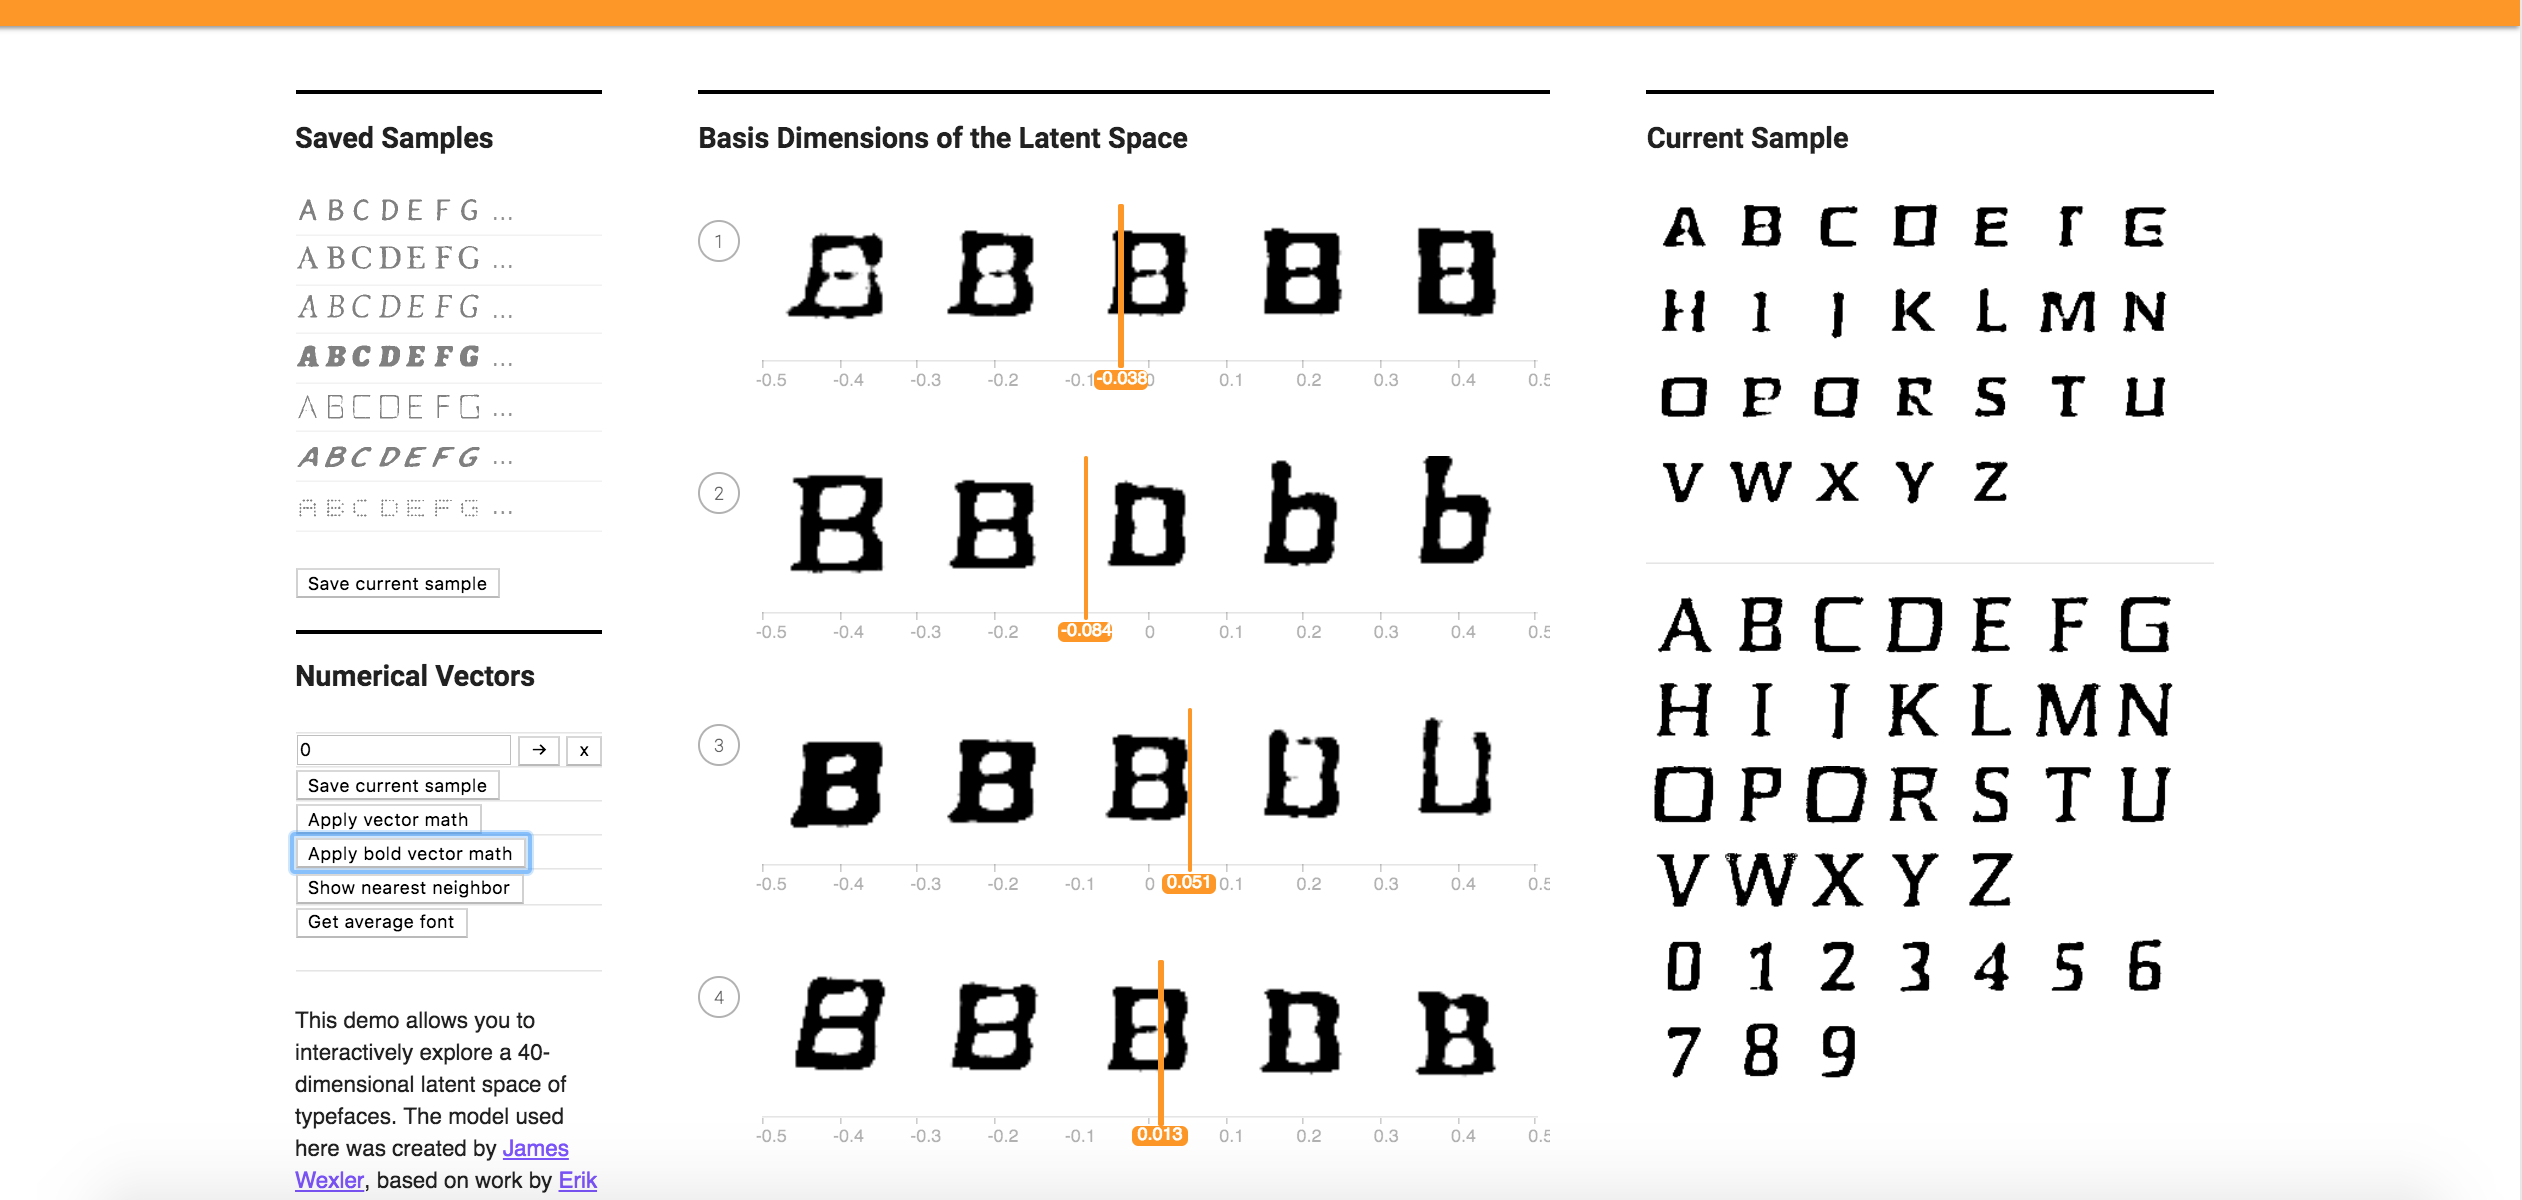 Saved Samples
A B C D E F G ...
A B C D E F G ...
A B C D E F G ...
A B C D E F G ...
A B C D E F G ...
A B C D E F G ...
A B C D E F G ...
Save current sample
Numerical Vectors
0 → x
Save current sample
Apply vector math
Apply bold vector math
Show nearest neighbor
Get average font
This demo allows you to
interactively explore a 40-
dimensional latent space of
typefaces. The model used
here was created by James
Wexler, based on work by Erik
Basis Dimensions of the Latent Space
1
B B B B
-0.5 -0.4 -0.3 -0.2 -0.1 -0.038 0 0.1 0.2 0.3 0.4 0.5
2
B B D b b
-0.5 -0.4 -0.3 -0.2 -0.084 0 0.1 0.2 0.3 0.4 0.5
3
B B B U
-0.5 -0.4 -0.3 -0.2 -0.1 0 0.051 0.1 0.2 0.3 0.4 0.5
4
B B B D B
-0.5 -0.4 -0.3 -0.2 -0.1 0.013 0.1 0.2 0.3 0.4 0.5
Current Sample
A B C D E F G
H I J K L M N
O P Q R S T U
V W X Y Z
A B C D E F G
H I J K L M N
O P Q R S T U
V W X Y Z
0 1 2 3 4 5 6
7 8 9